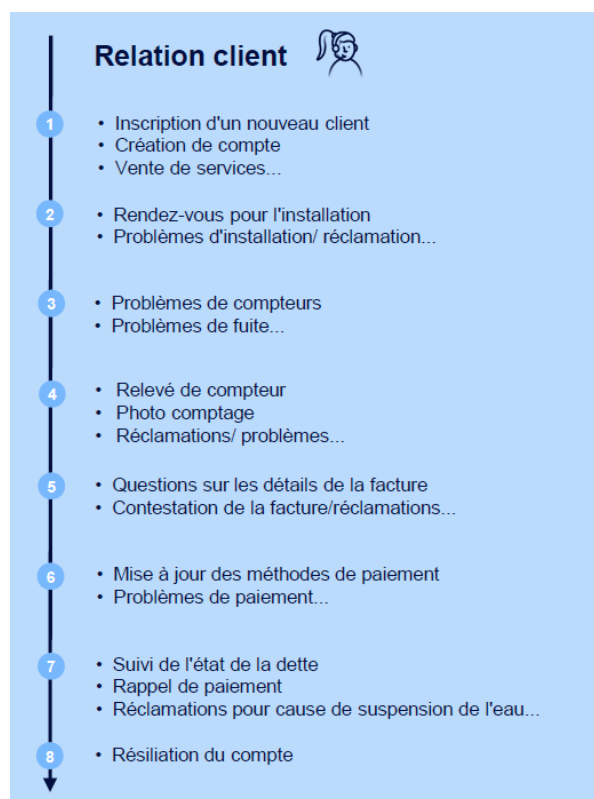 Relation client
1
• Inscription d'un nouveau client
• Création de compte
• Vente de services...
2
• Rendez-vous pour l'installation
• Problèmes d'installation/ réclamation...
3
• Problèmes de compteurs
• Problèmes de fuite...
4
• Relevé de compteur
• Photo comptage
• Réclamations/ problèmes...
5
• Questions sur les détails de la facture
• Contestation de la facture/réclamations...
6
• Mise à jour des méthodes de paiement
• Problèmes de paiement...
7
• Suivi de l'état de la dette
• Rappel de paiement
• Réclamations pour cause de suspension de l'eau...
8
• Résiliation du compte